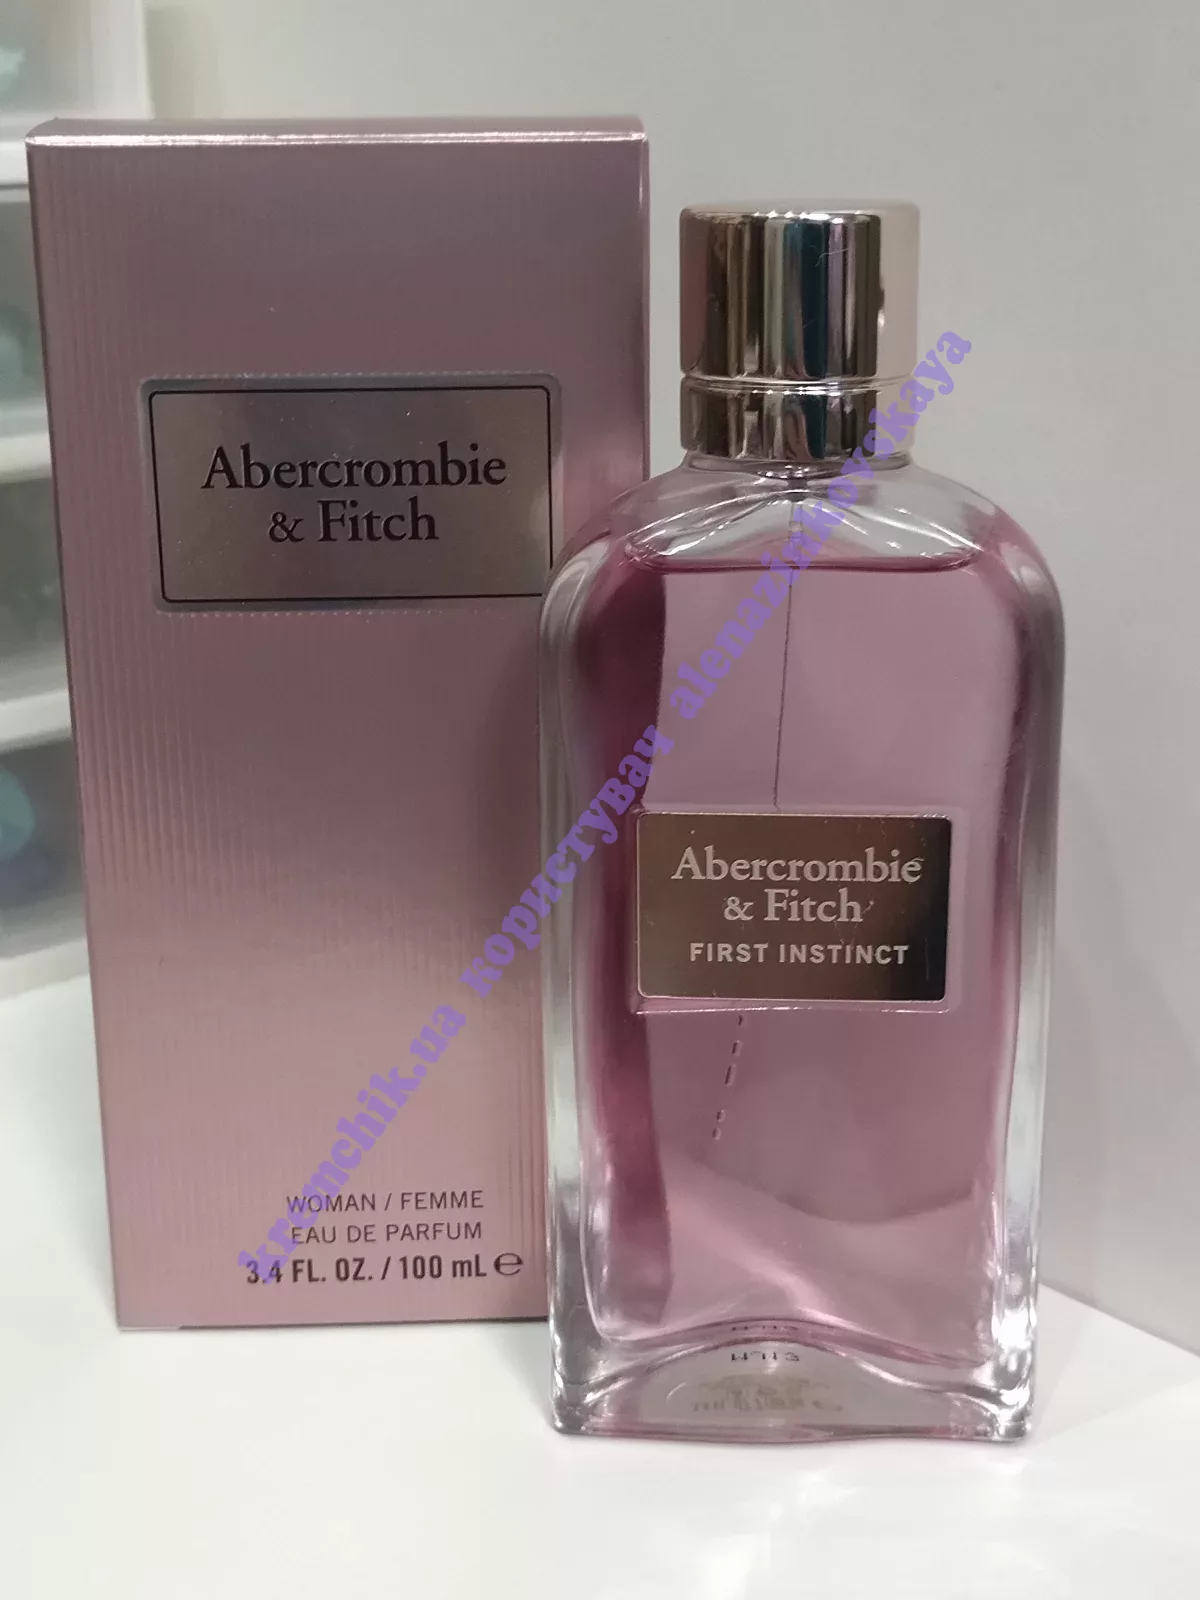 Abercrombie
& Fitch
WOMAN / FEMME
EAU DE PARFUM
3.4 FL. OZ. / 100 mL ℮
Abercrombie
& Fitch
FIRST INSTINCT
kremchik.ua користуВач alenazinkovskaya